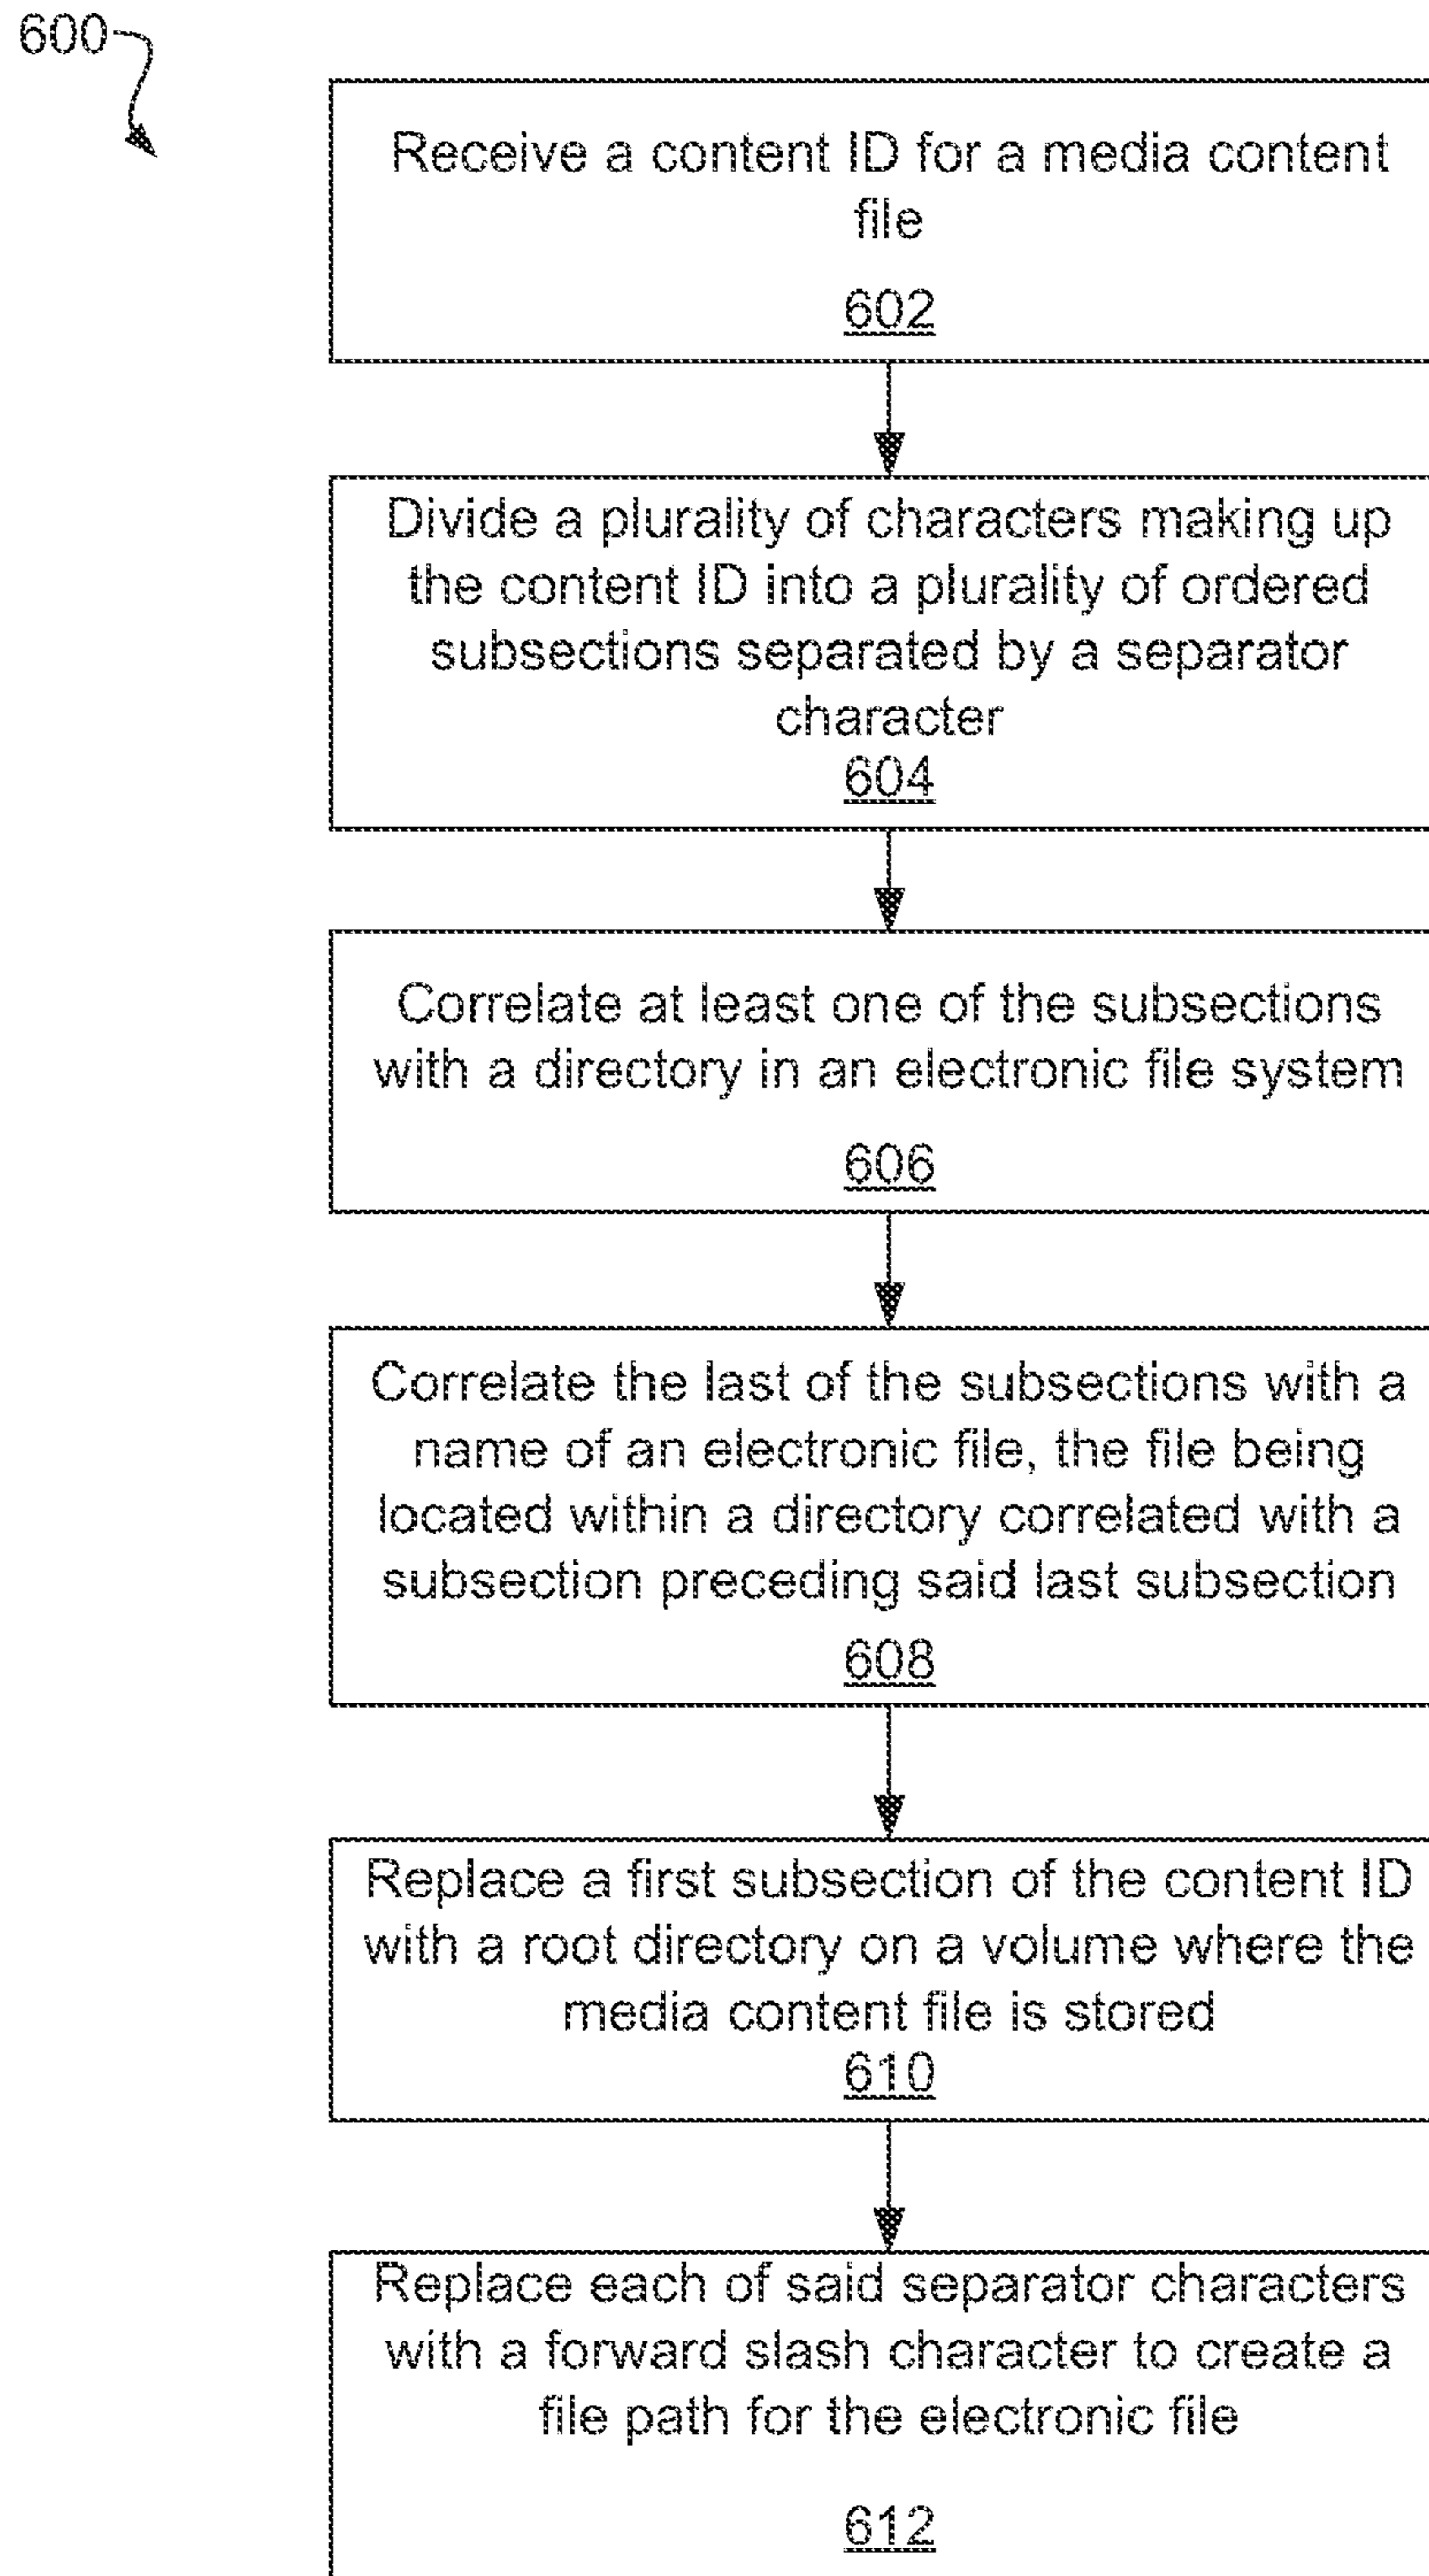 600
Receive a content ID for a media content
file
602
Divide a plurality of characters making up
the content ID into a plurality of ordered
subsections separated by a separator
character
604
Correlate at least one of the subsections
with a directory in an electronic file system
606
Correlate the last of the subsections with a
name of an electronic file, the file being
located within a directory correlated with a
subsection preceding said last subsection
608
Replace a first subsection of the content ID
with a root directory on a volume where the
media content file is stored
610
Replace each of said separator characters
with a forward slash character to create a
file path for the electronic file
612